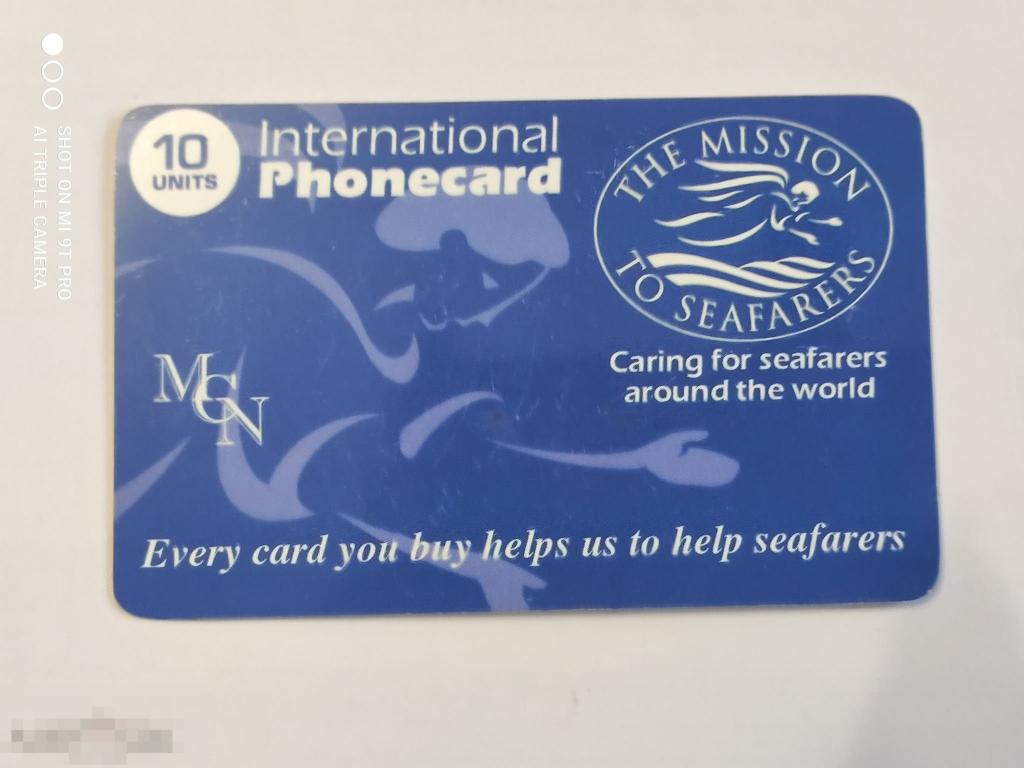 10
UNITS
International
Phonecard
THE MISSION
TO SEAFARERS
Caring for seafarers
around the world
MGN
Every card you buy helps us to help seafarers
SHOT ON MI 9T PRO
AI TRIPLE CAMERA